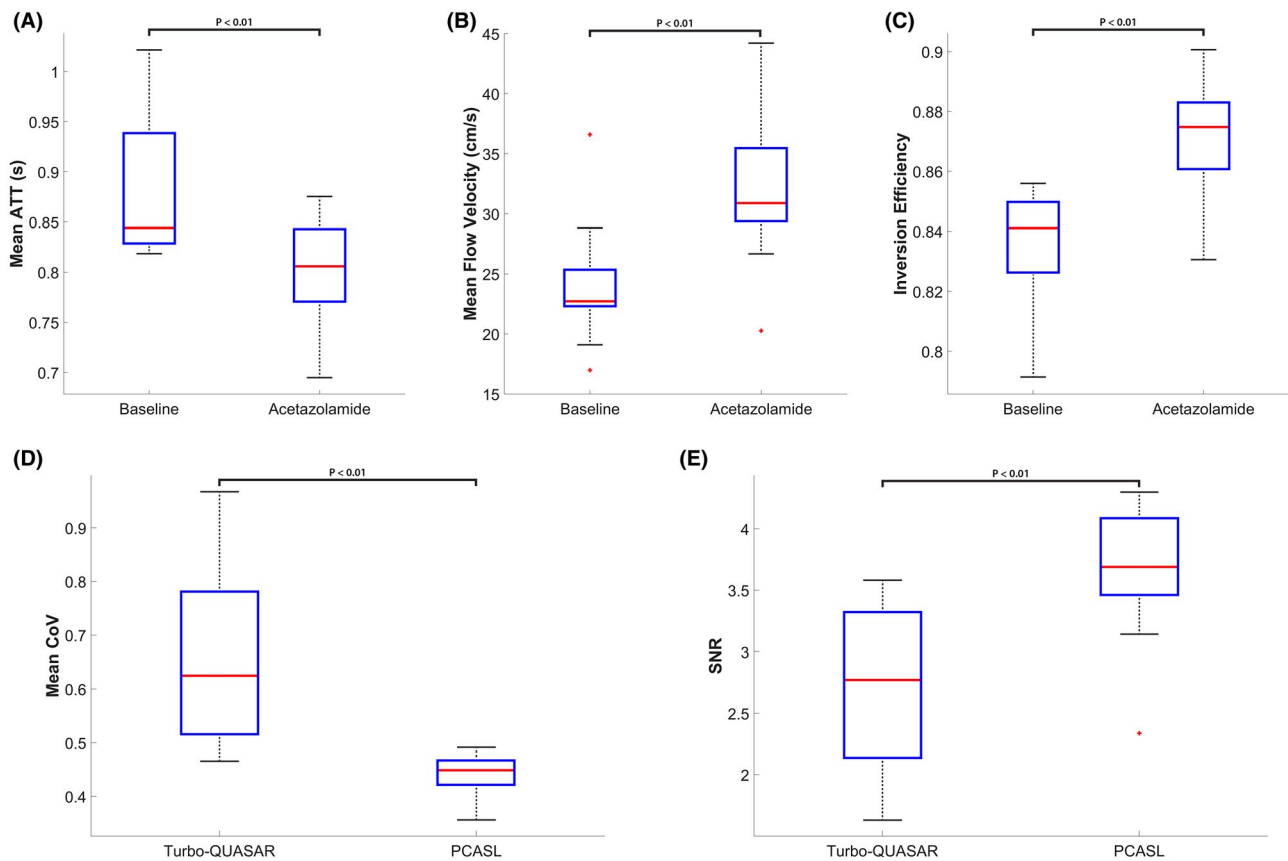 (A)
P < 0.01
Mean ATT (s)
1
0.95
0.9
0.85
0.8
0.75
0.7
Baseline
Acetazolamide
(B)
P < 0.01
Mean Flow Velocity (cm/s)
45
40
35
30
25
20
15
Baseline
Acetazolamide
(C)
P < 0.01
Inversion Efficiency
0.9
0.88
0.86
0.84
0.82
0.8
Baseline
Acetazolamide
(D)
P < 0.01
Mean CoV
0.9
0.8
0.7
0.6
0.5
0.4
Turbo-QUASAR
PCASL
(E)
P < 0.01
SNR
4
3.5
3
2.5
2
Turbo-QUASAR
PCASL